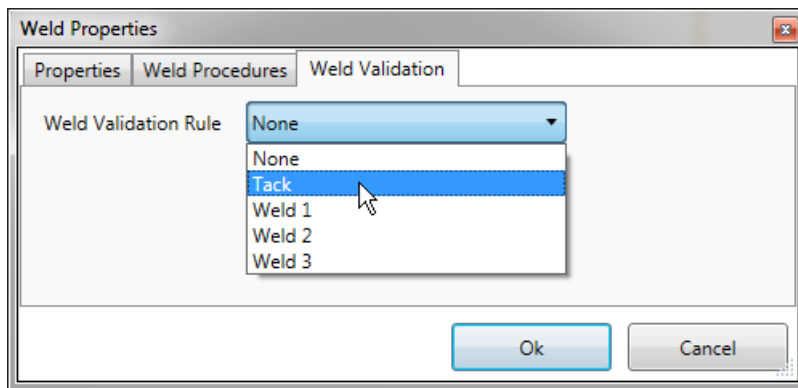 Weld Properties
Properties Weld Procedures Weld Validation
Weld Validation Rule None
None
Tack
Weld 1
Weld 2
Weld 3
Ok Cancel